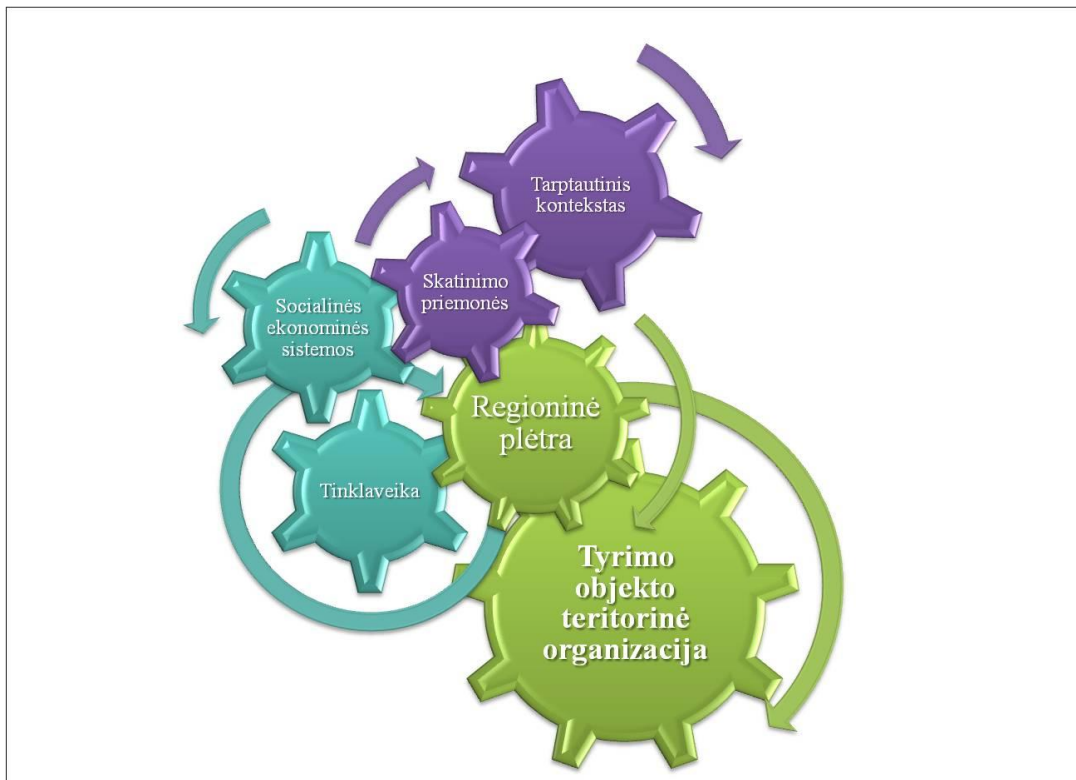 Tarptautinis
kontekstas
Skatinimo
priemonės
Socialinės
ekonominės
sistemos
Regioninė
plėtra
Tinklaveika
Tyrimo
objekto
teritorinė
organizacija